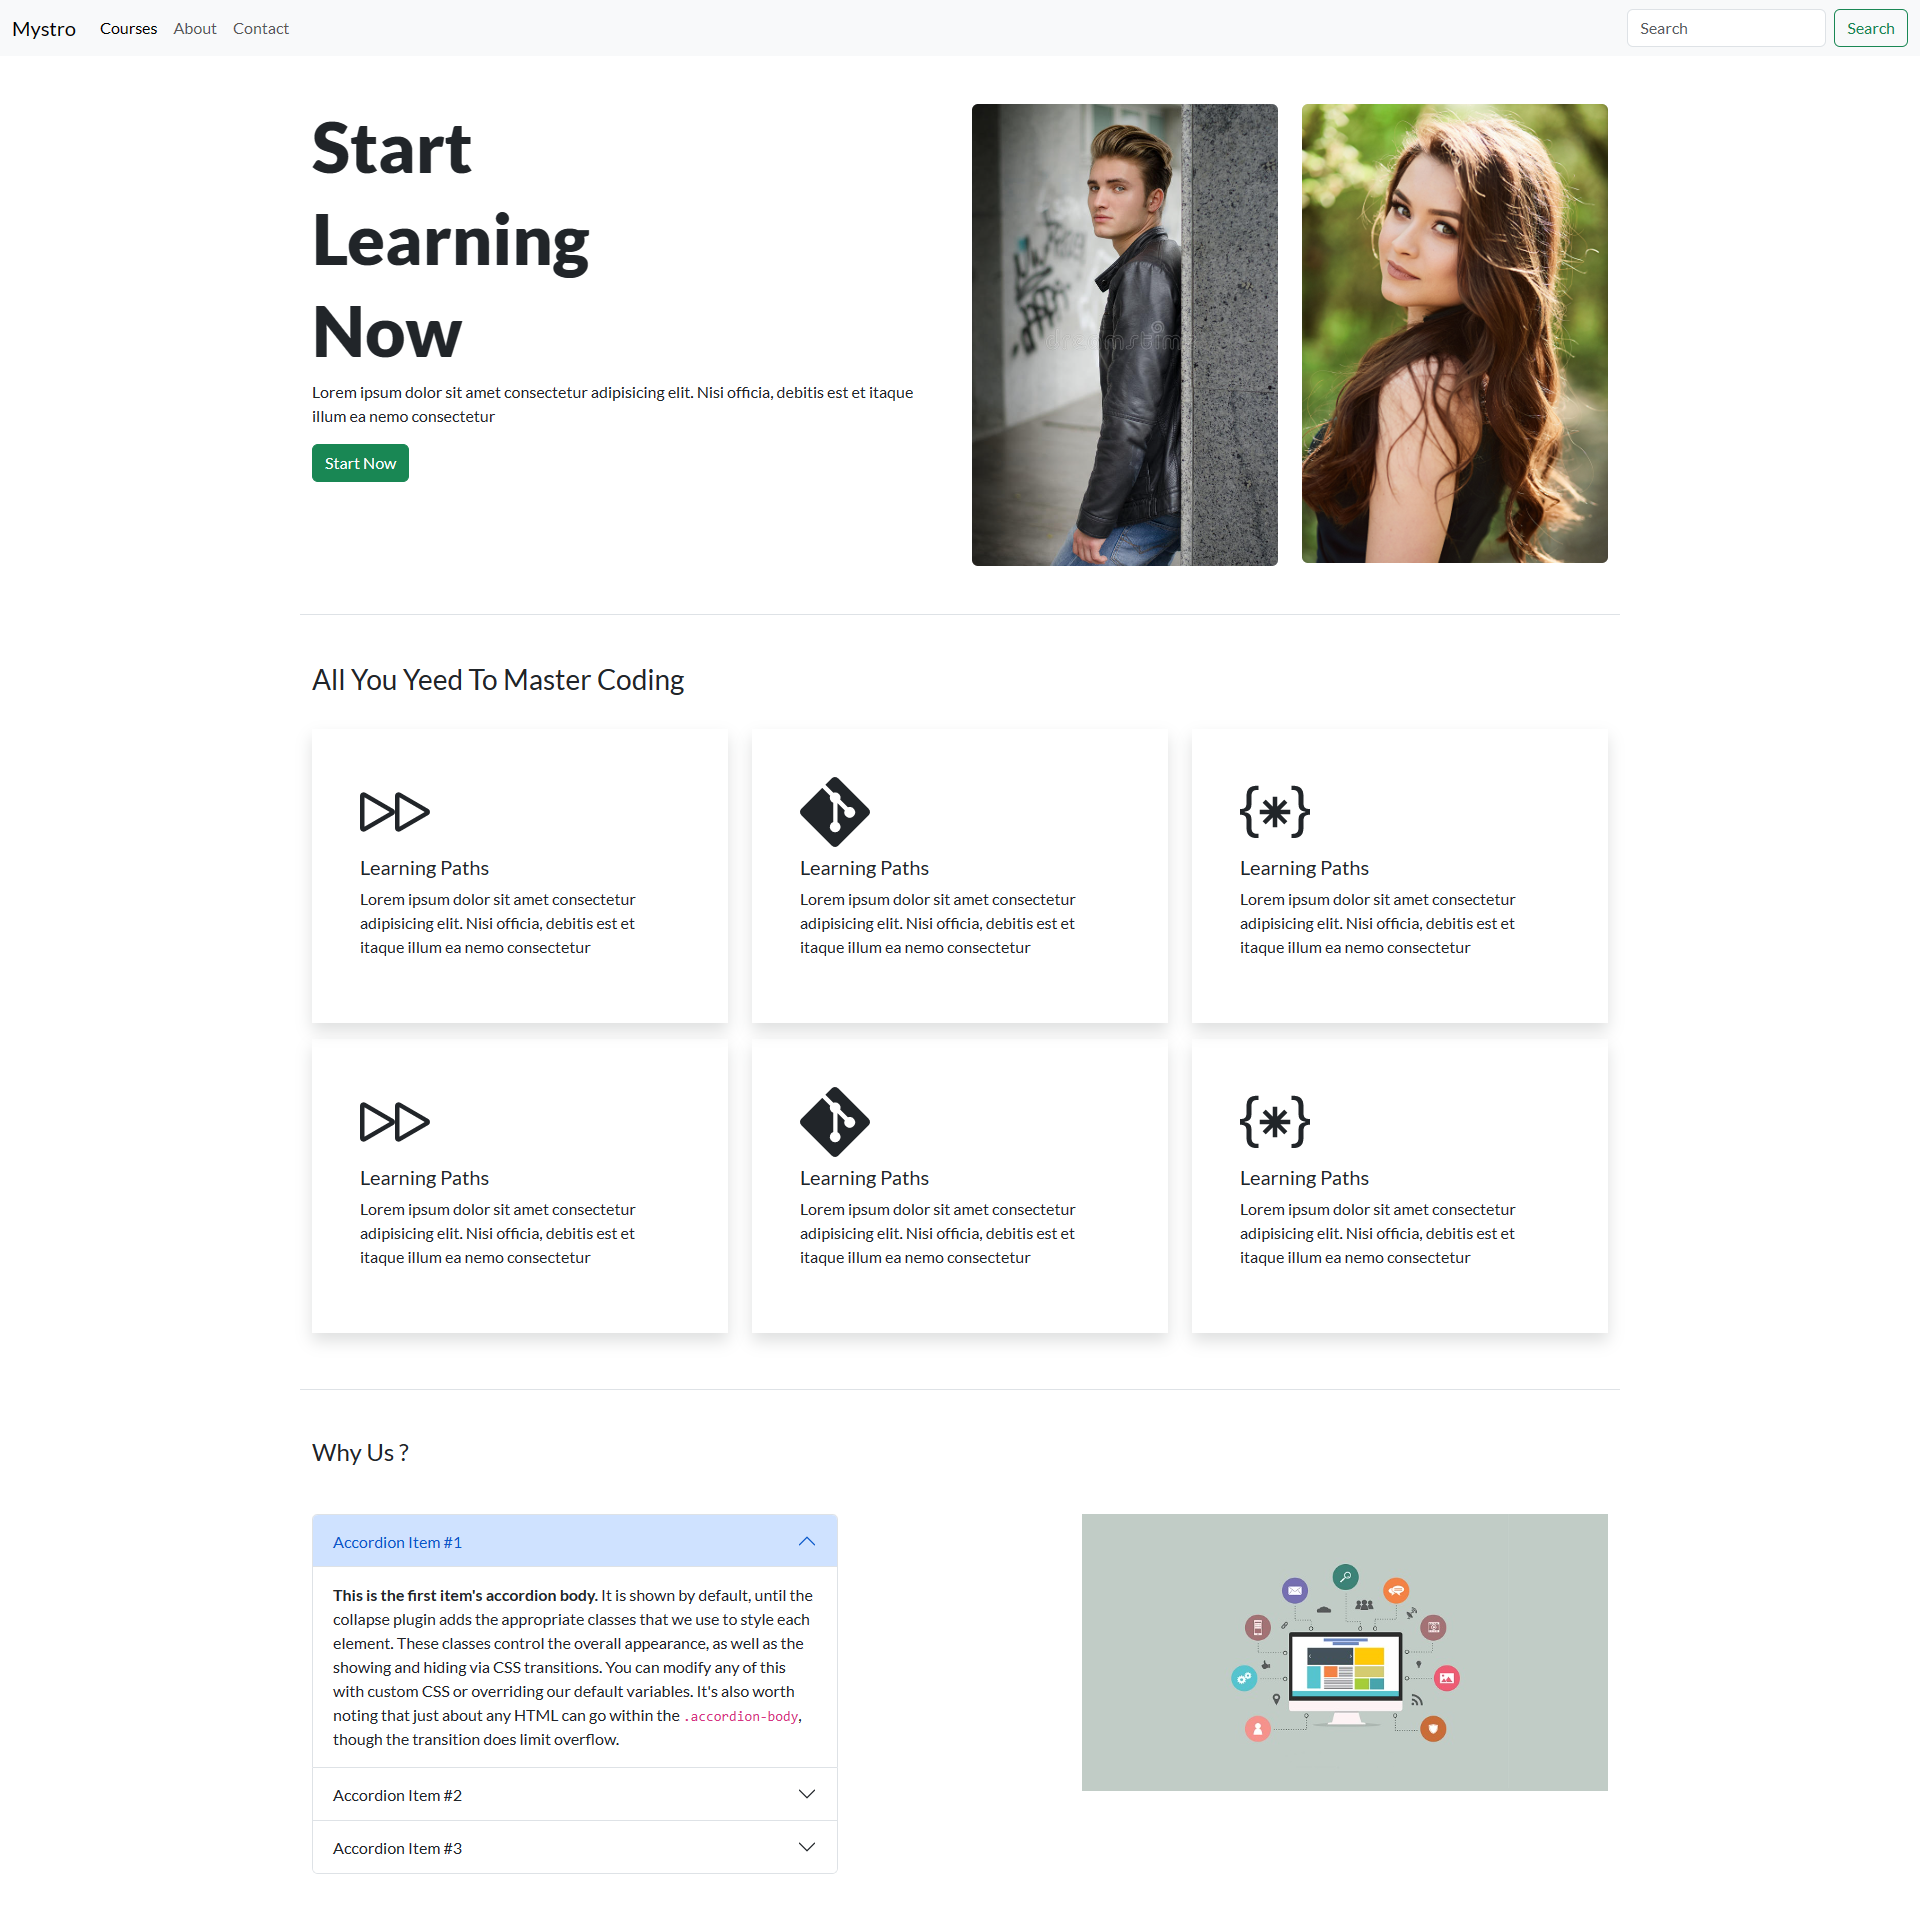 Mystro Courses About Contact Search Search
Start
Learning
Now
Lorem ipsum dolor sit amet consectetur adipisicing elit. Nisi officia, debitis est et itaque
illum ea nemo consectetur
Start Now
dreamstime
All You Yeed To Master Coding
Learning Paths
Lorem ipsum dolor sit amet consectetur
adipisicing elit. Nisi officia, debitis est et
itaque illum ea nemo consectetur
Learning Paths
Lorem ipsum dolor sit amet consectetur
adipisicing elit. Nisi officia, debitis est et
itaque illum ea nemo consectetur
Learning Paths
Lorem ipsum dolor sit amet consectetur
adipisicing elit. Nisi officia, debitis est et
itaque illum ea nemo consectetur
Learning Paths
Lorem ipsum dolor sit amet consectetur
adipisicing elit. Nisi officia, debitis est et
itaque illum ea nemo consectetur
Learning Paths
Lorem ipsum dolor sit amet consectetur
adipisicing elit. Nisi officia, debitis est et
itaque illum ea nemo consectetur
Learning Paths
Lorem ipsum dolor sit amet consectetur
adipisicing elit. Nisi officia, debitis est et
itaque illum ea nemo consectetur
Why Us ?
Accordion Item #1
This is the first item's accordion body. It is shown by default, until the
collapse plugin adds the appropriate classes that we use to style each
element. These classes control the overall appearance, as well as the
showing and hiding via CSS transitions. You can modify any of this
with custom CSS or overriding our default variables. It's also worth
noting that just about any HTML can go within the .accordion-body,
though the transition does limit overflow.
Accordion Item #2
Accordion Item #3